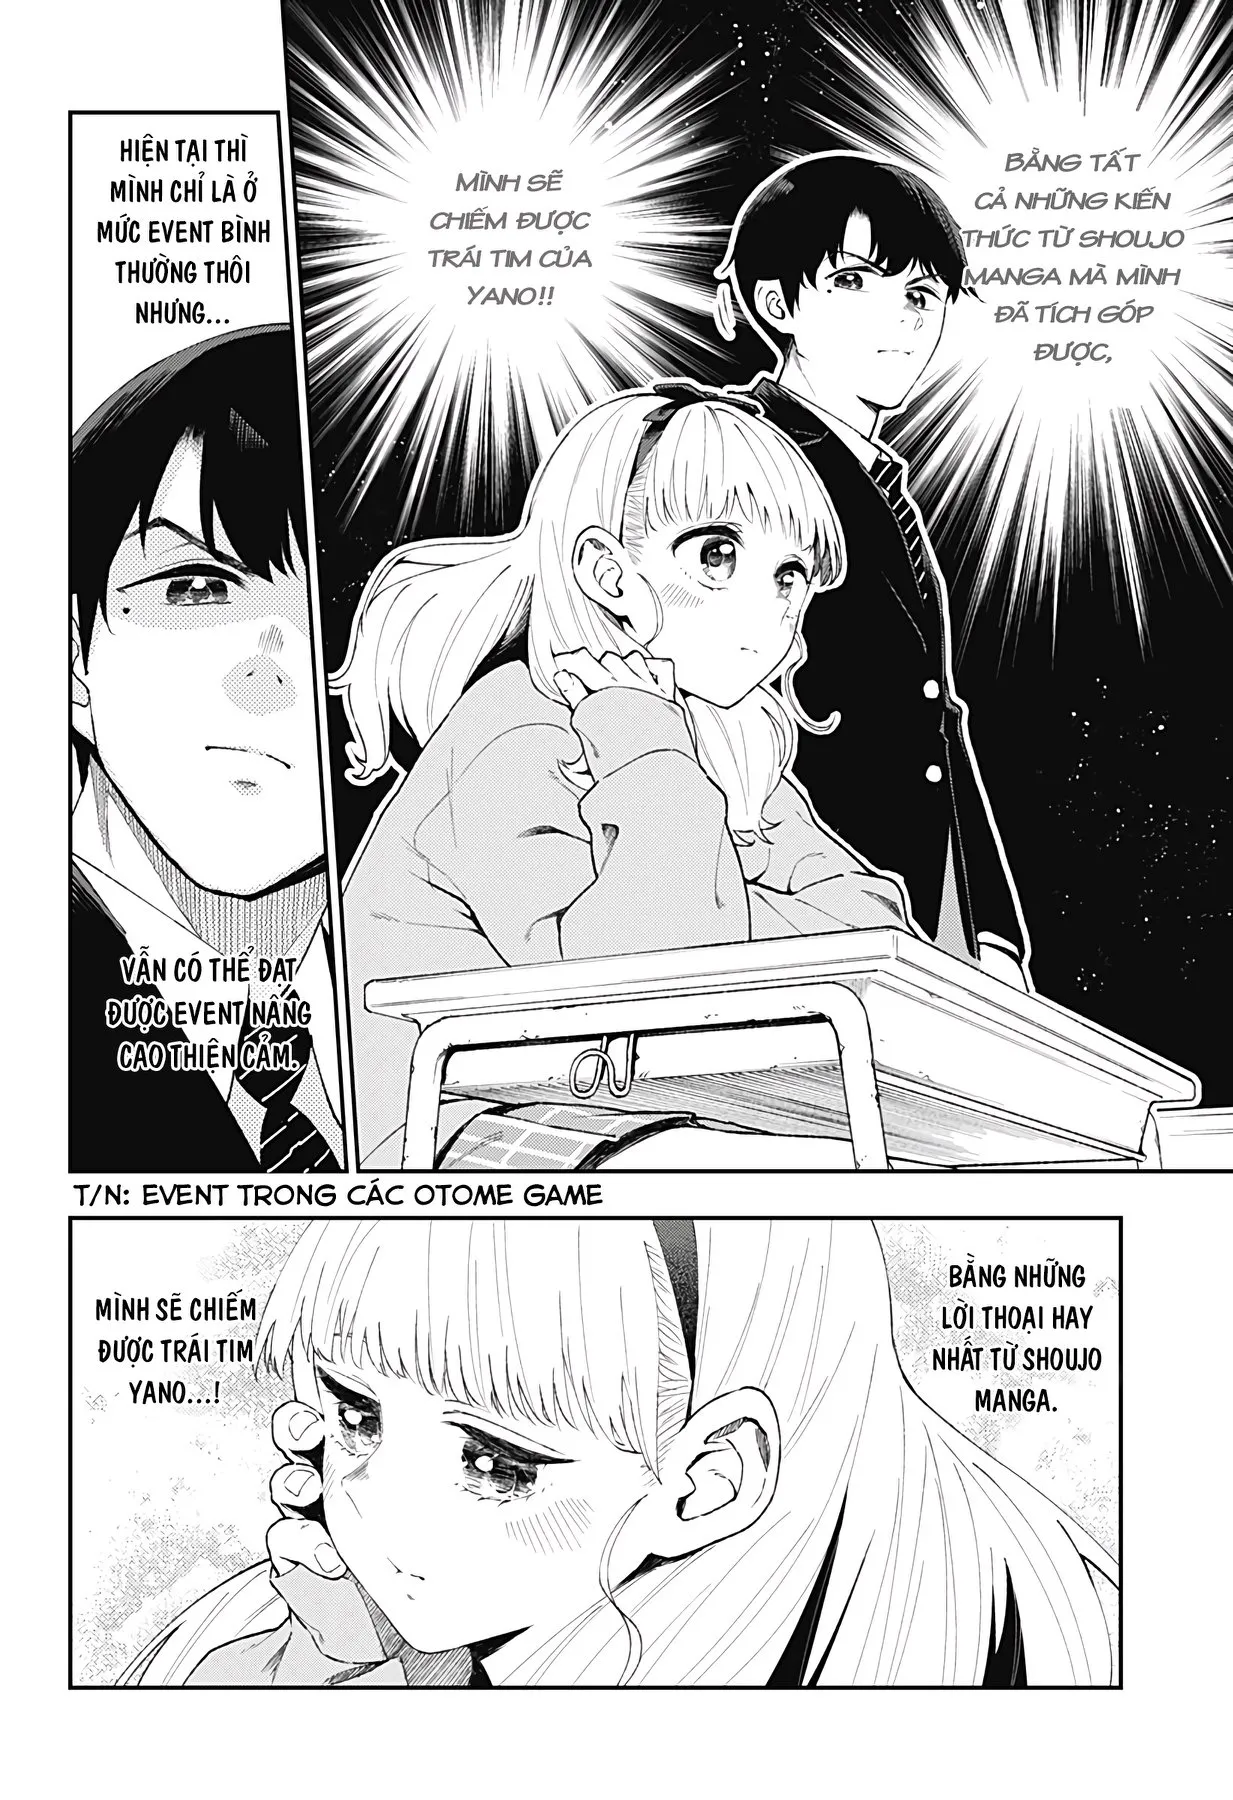 BẰNG TẤT
CẢ NHỮNG KIẾN
THỨC TỪ SHOUJO
MANGA MÀ MÌNH
ĐÃ TÍCH GÓP
ĐƯỢC,
MÌNH SẼ
CHIẾM ĐƯỢC
TRÁI TIM CỦA
YANO!!
HIỆN TẠI THÌ
MÌNH CHỈ LÀ Ở
MỨC EVENT BÌNH
THƯỜNG THÔI
NHƯNG...
VẪN CÓ THỂ ĐẠT
ĐƯỢC EVENT NÂNG
CAO THIỆN CẢM.
T/N: EVENT TRONG CÁC OTOME GAME
BẰNG NHỮNG
LỜI THOẠI HAY
NHẤT TỪ SHOUJO
MANGA.
MÌNH SẼ CHIẾM
ĐƯỢC TRÁI TIM
YANO...!